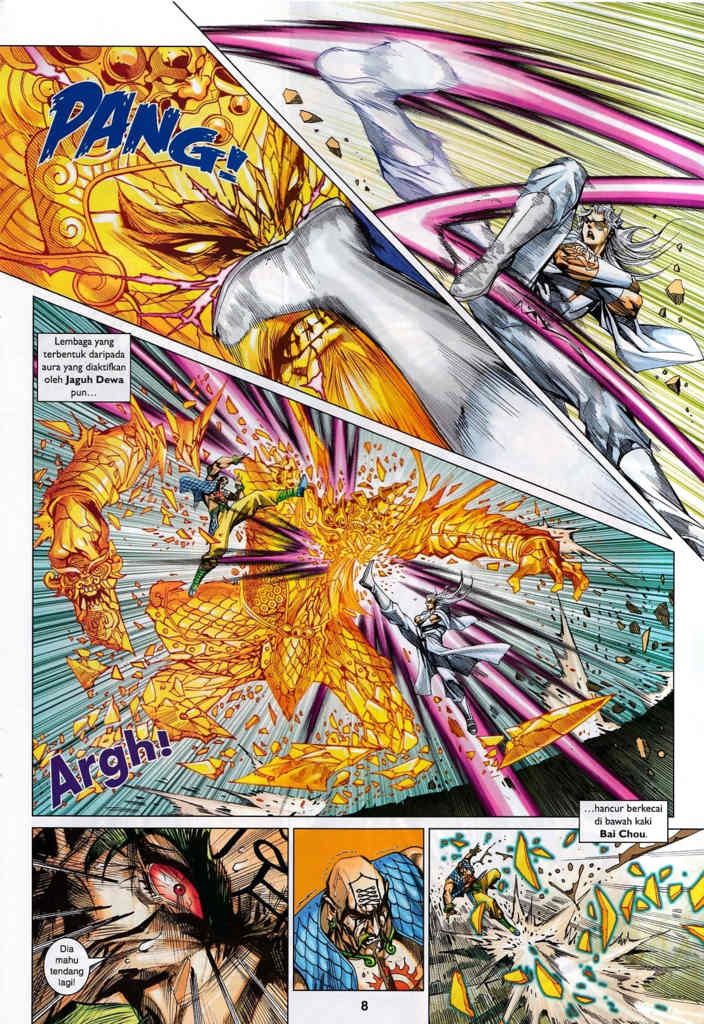 PANG!
Lembaga yang
terbentuk daripada
aura yang diaktifkan
oleh Jaguh Dewa
pun...
Argh!
...hancur berkecai
di bawah kaki
Bai Chou.
Dia
mahu
tendang
lagi!
8